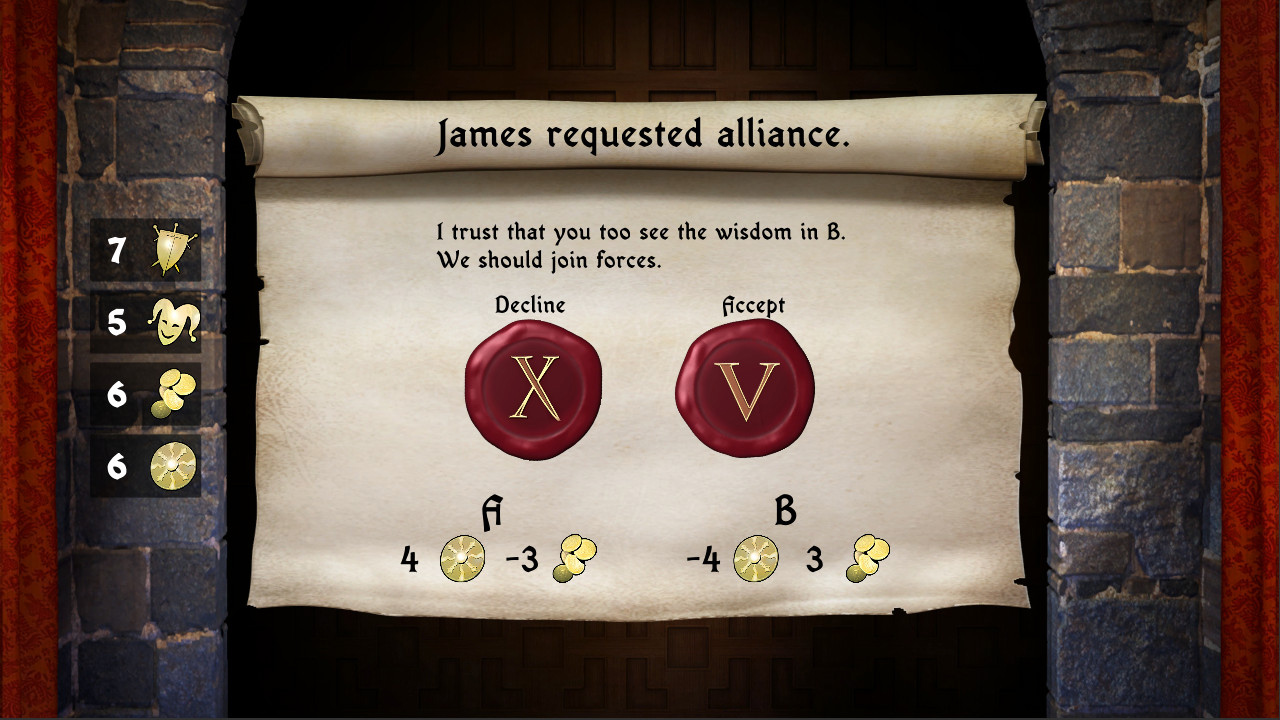 James requested alliance.
I trust that you too see the wisdom in B.
We should join forces.
Decline Accept
X V
7
5
6
6
A B
4 -3 -4 3